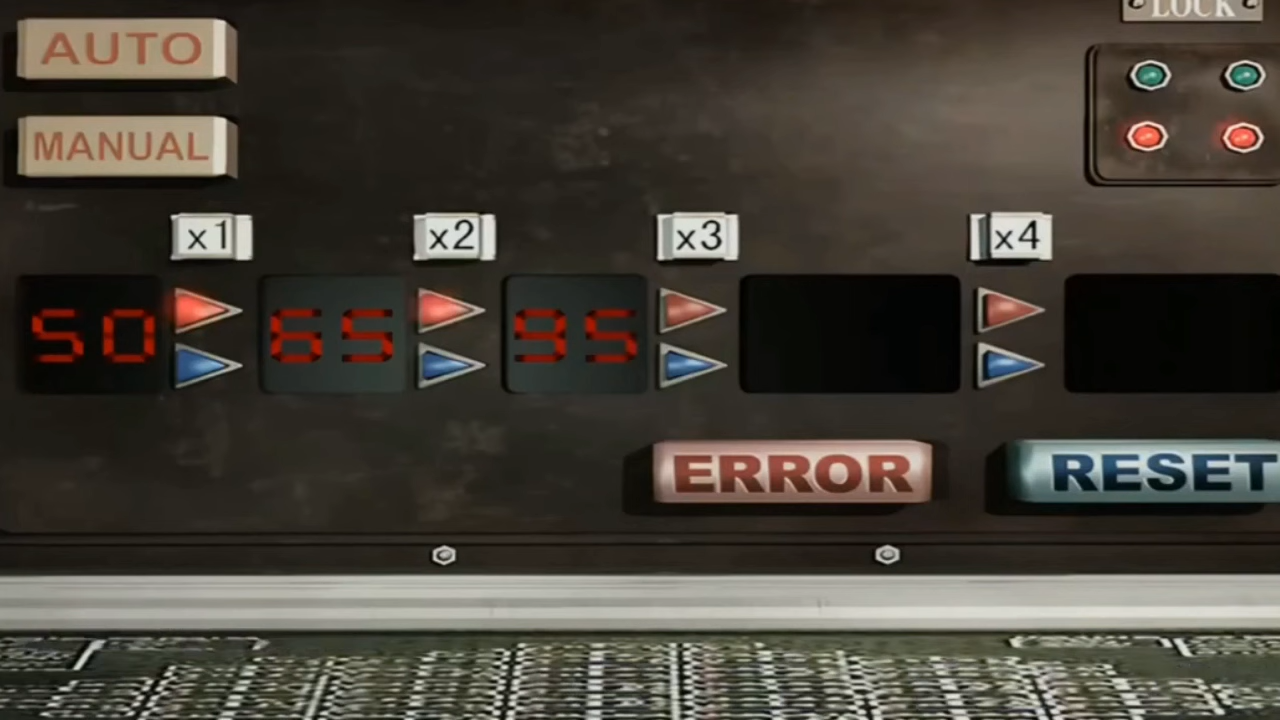 LOCK
AUTO
MANUAL
x1 x2 x3 x4
50 65 95
ERROR RESET